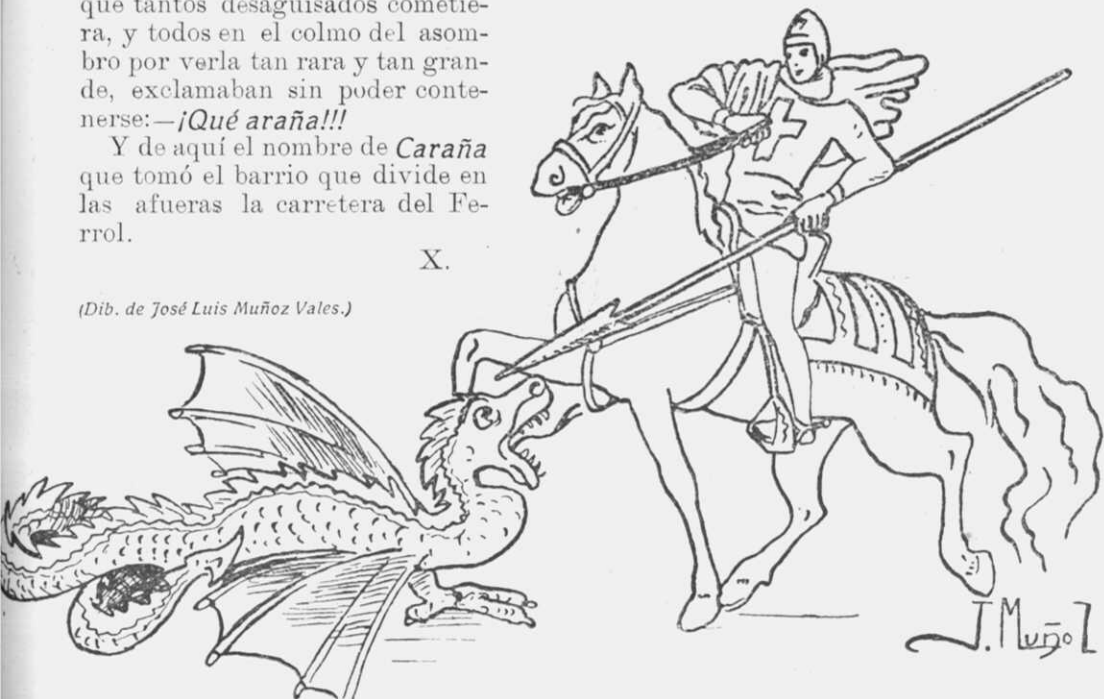 que tantos desaguisados cometie-
ra, y todos en el colmo del asom-
bro por verla tan rara y tan gran-
de, exclamaban sin poder conte-
nerse:—¡Qué araña!!!
Y de aquí el nombre de Caraña
que tomó el barrio que divide en
las afueras la carretera del Fe-
rrol.
X.
(Dib. de José Luis Muñoz Vales.)
J. Muñoz